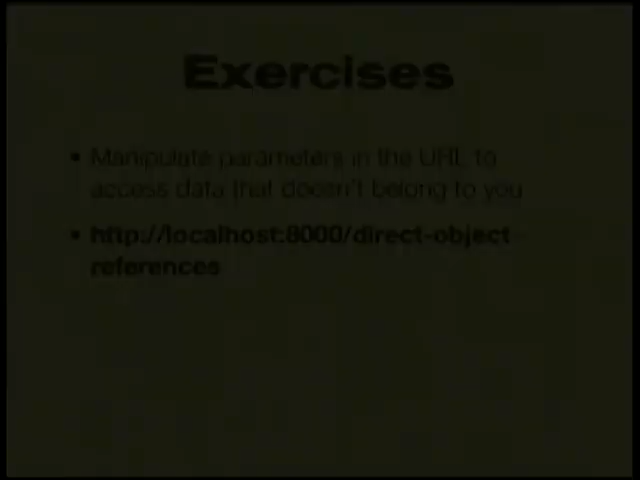 Exercises
Manipulate parameters in the URL to
access data that doesn't belong to you
http://localhost:8000/direct-object-
references